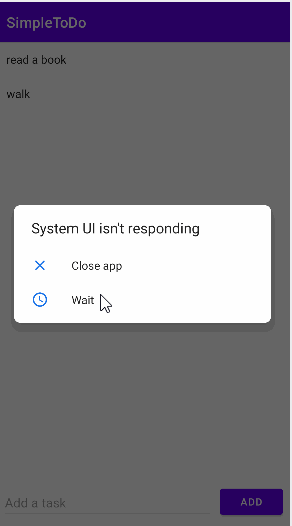 SimpleToDo
read a book
walk
System UI isn't responding
Close app
Wait
Add a task
ADD